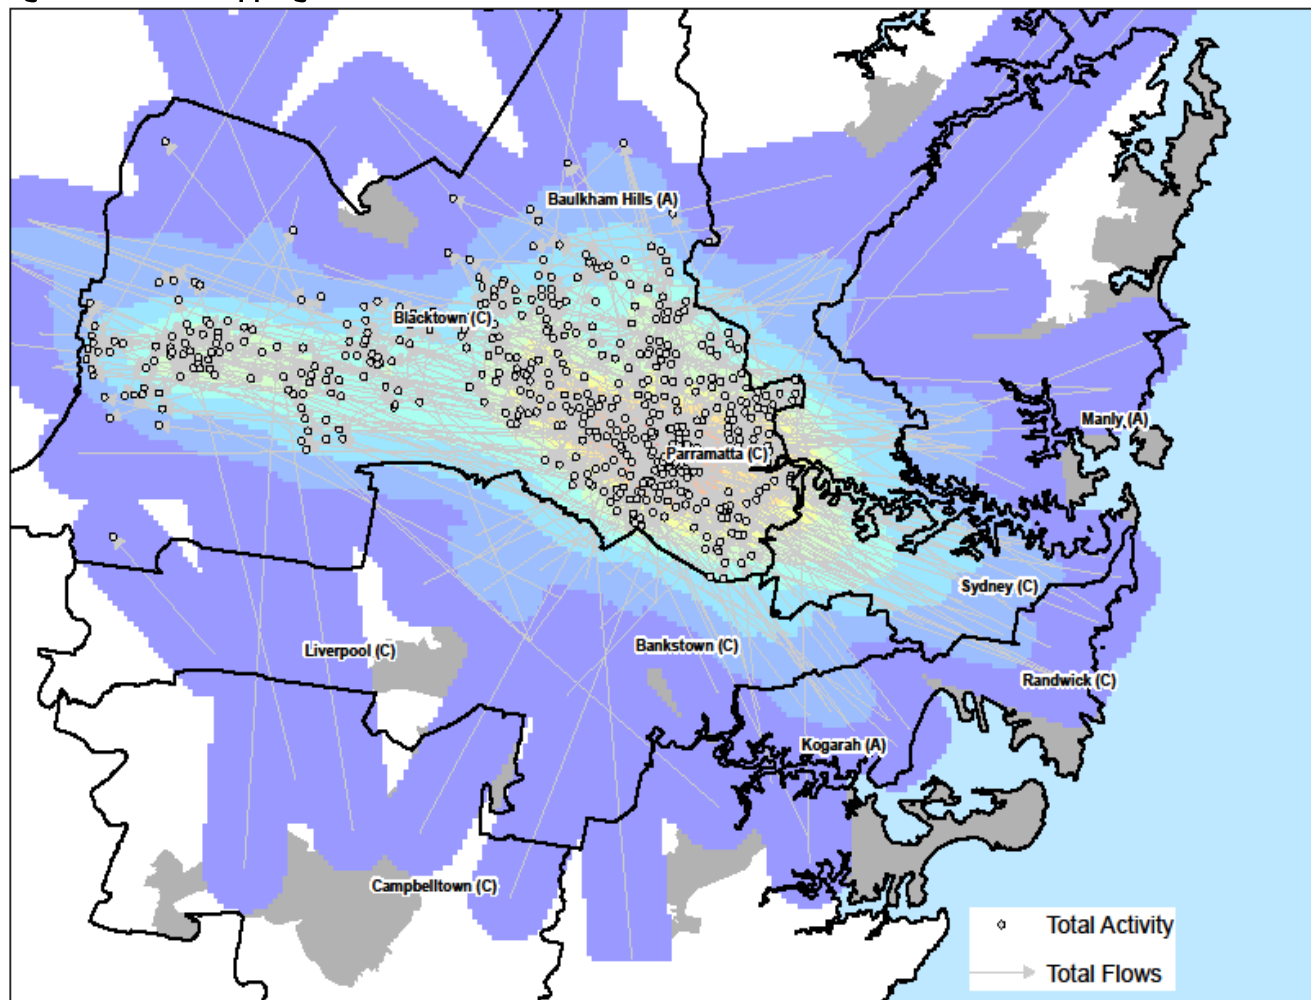 Baulkham Hills (A)
Blacktown (C)
Manly (A)
Parramatta (C)
Sydney (C)
Liverpool (C)
Bankstown (C)
Randwick (C)
Kogarah (A)
Campbelltown (C)
Total Activity
Total Flows